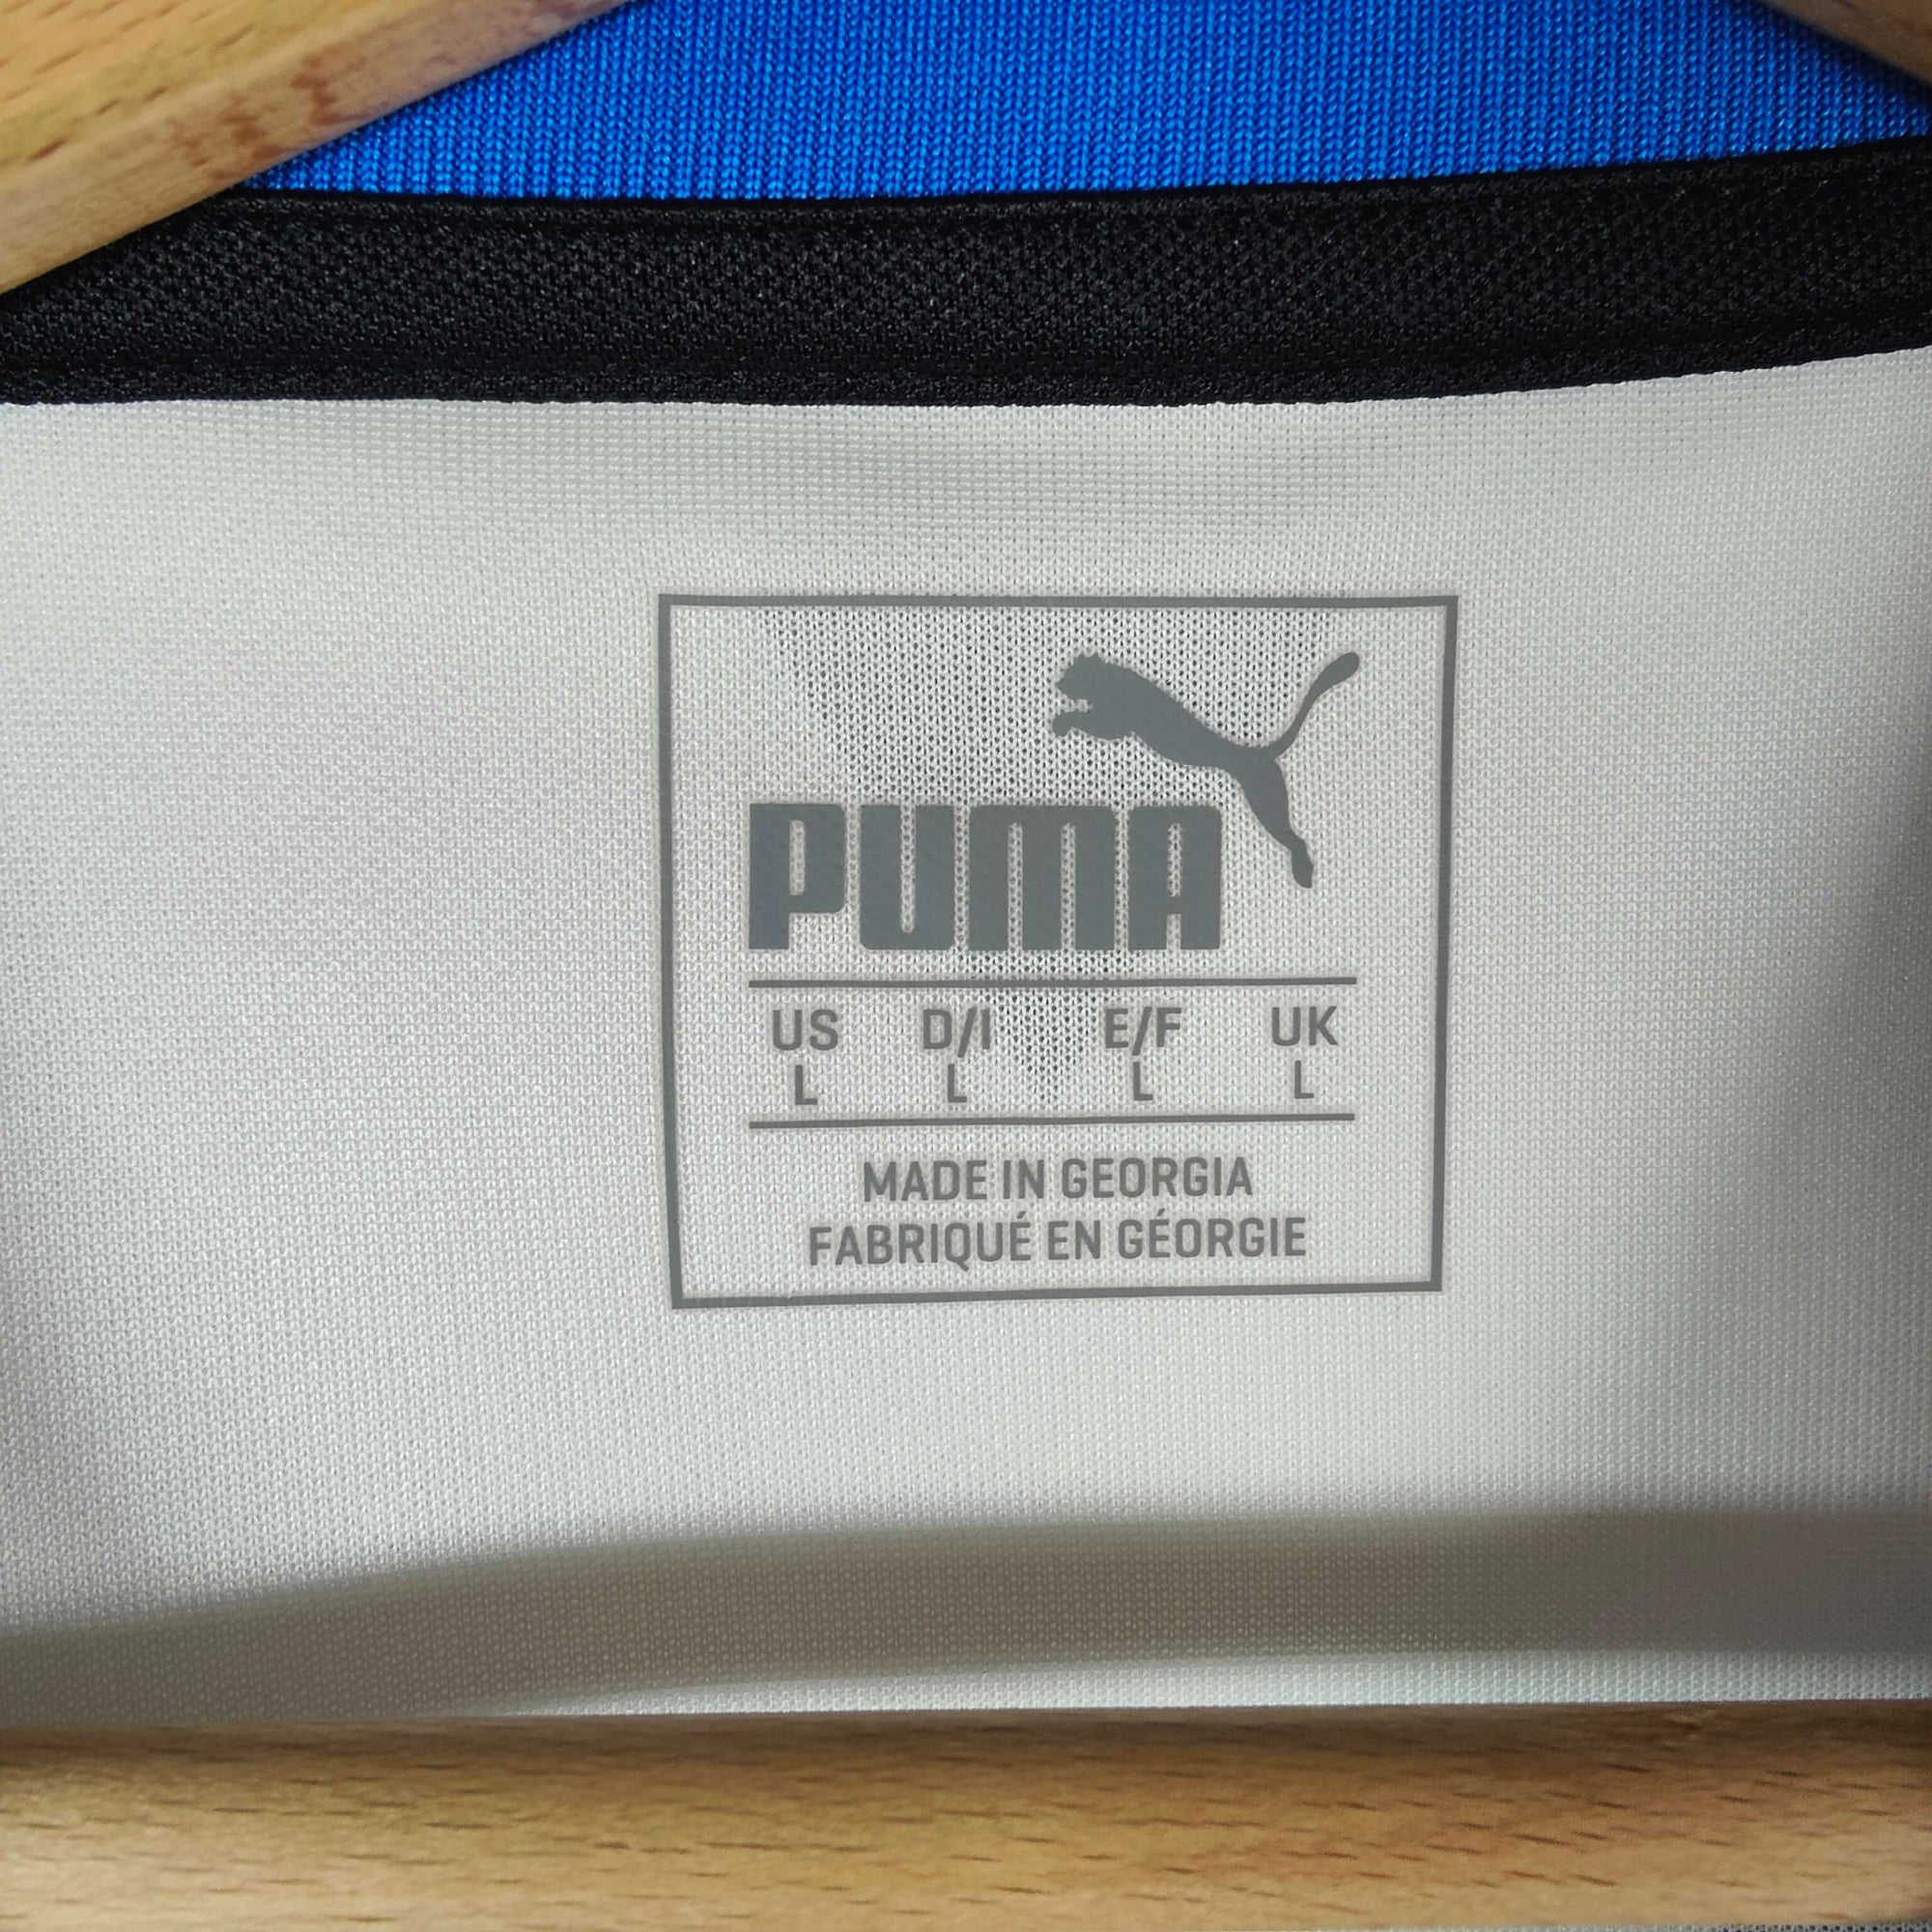 PUMA
US D/I E/F UK
L L L L
MADE IN GEORGIA
FABRIQUÉ EN GÉORGIE